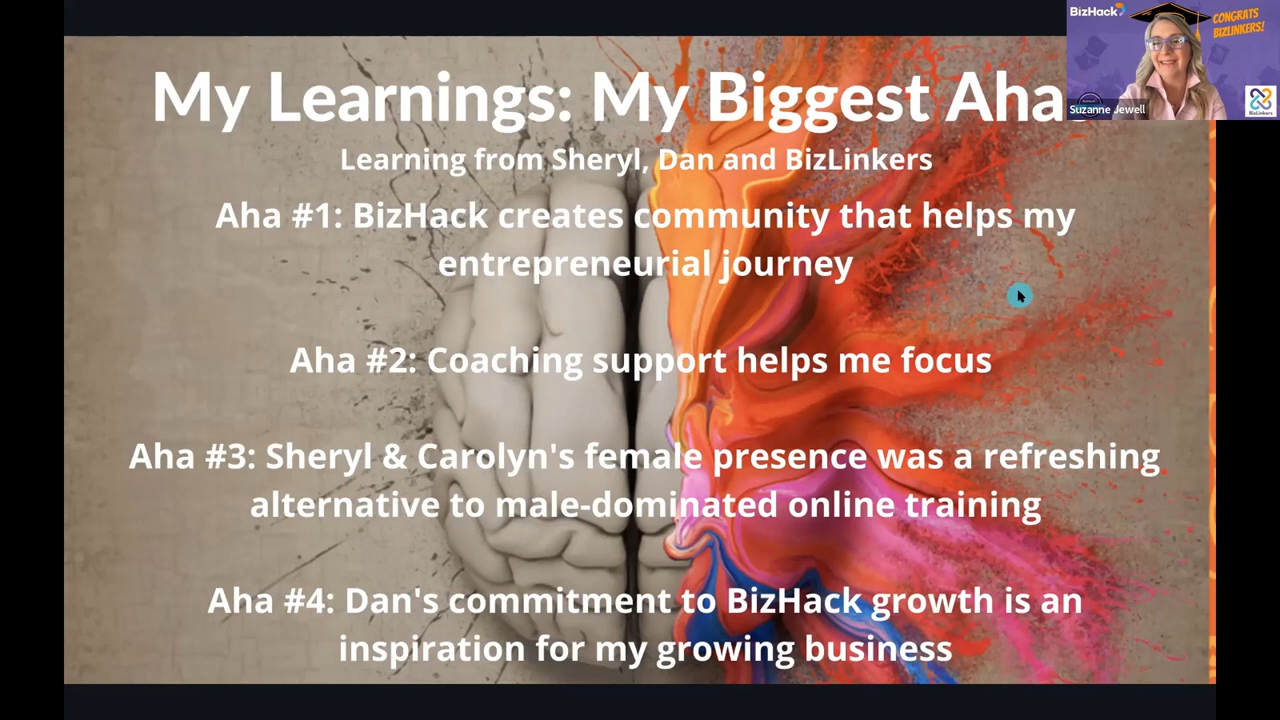 My Learnings: My Biggest Aha
Learning from Sheryl, Dan and BizLinkers
Aha #1: BizHack creates community that helps my
entrepreneurial journey
Aha #2: Coaching support helps me focus
Aha #3: Sheryl & Carolyn's female presence was a refreshing
alternative to male-dominated online training
Aha #4: Dan's commitment to BizHack growth is an
inspiration for my growing business
BizHack
CONGRATS
BIZLINKERS!
Suzanne Jewell
BizLinkers